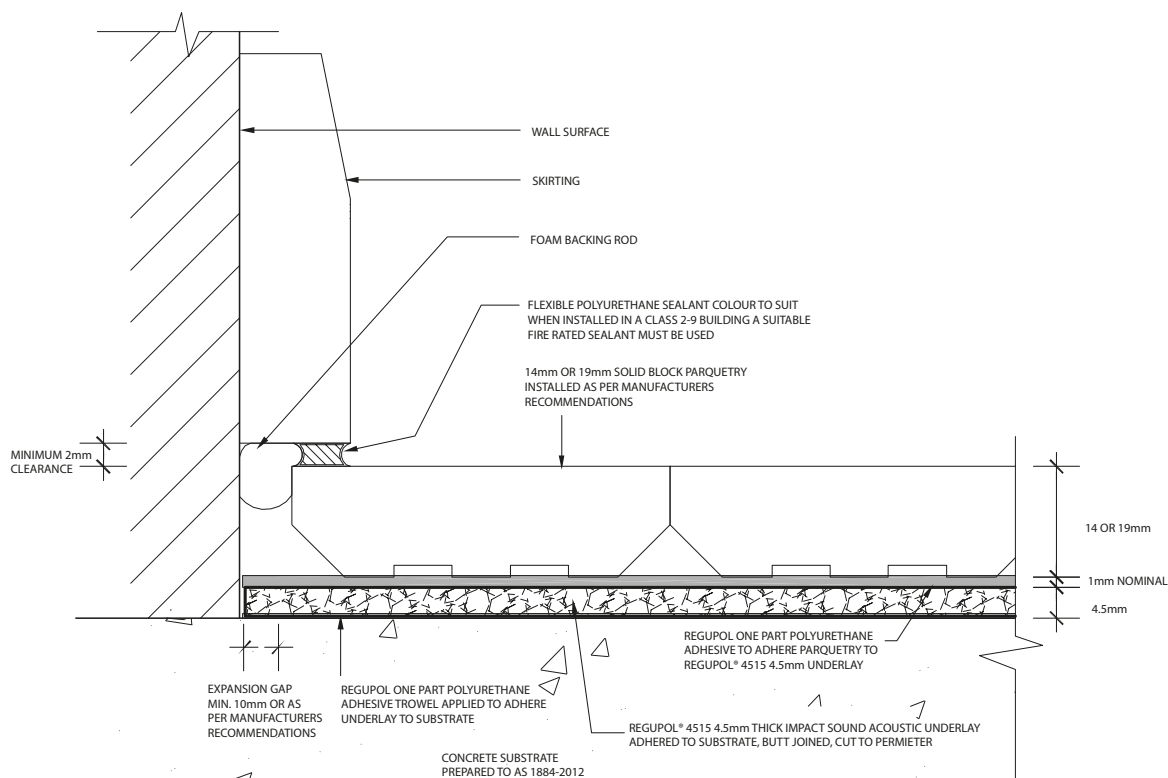 WALL SURFACE
SKIRTING
FOAM BACKING ROD
FLEXIBLE POLYURETHANE SEALANT COLOUR TO SUIT
WHEN INSTALLED IN A CLASS 2-9 BUILDING A SUITABLE
FIRE RATED SEALANT MUST BE USED
14mm OR 19mm SOLID BLOCK PARQUETRY
INSTALLED AS PER MANUFACTURERS
RECOMMENDATIONS
MINIMUM 2mm
CLEARANCE
14 OR 19mm
1mm NOMINAL
4.5mm
REGUPOL ONE PART POLYURETHANE
ADHESIVE TO ADHERE PARQUETRY TO
REGUPOL® 4515 4.5mm UNDERLAY
EXPANSION GAP
MIN. 10mm OR AS
PER MANUFACTURERS
RECOMMENDATIONS
REGUPOL ONE PART POLYURETHANE
ADHESIVE TROWEL APPLIED TO ADHERE
UNDERLAY TO SUBSTRATE
REGUPOL® 4515 4.5mm THICK IMPACT SOUND ACOUSTIC UNDERLAY
ADHERED TO SUBSTRATE, BUTT JOINED, CUT TO PERMIETER
CONCRETE SUBSTRATE
PREPARED TO AS 1884-2012